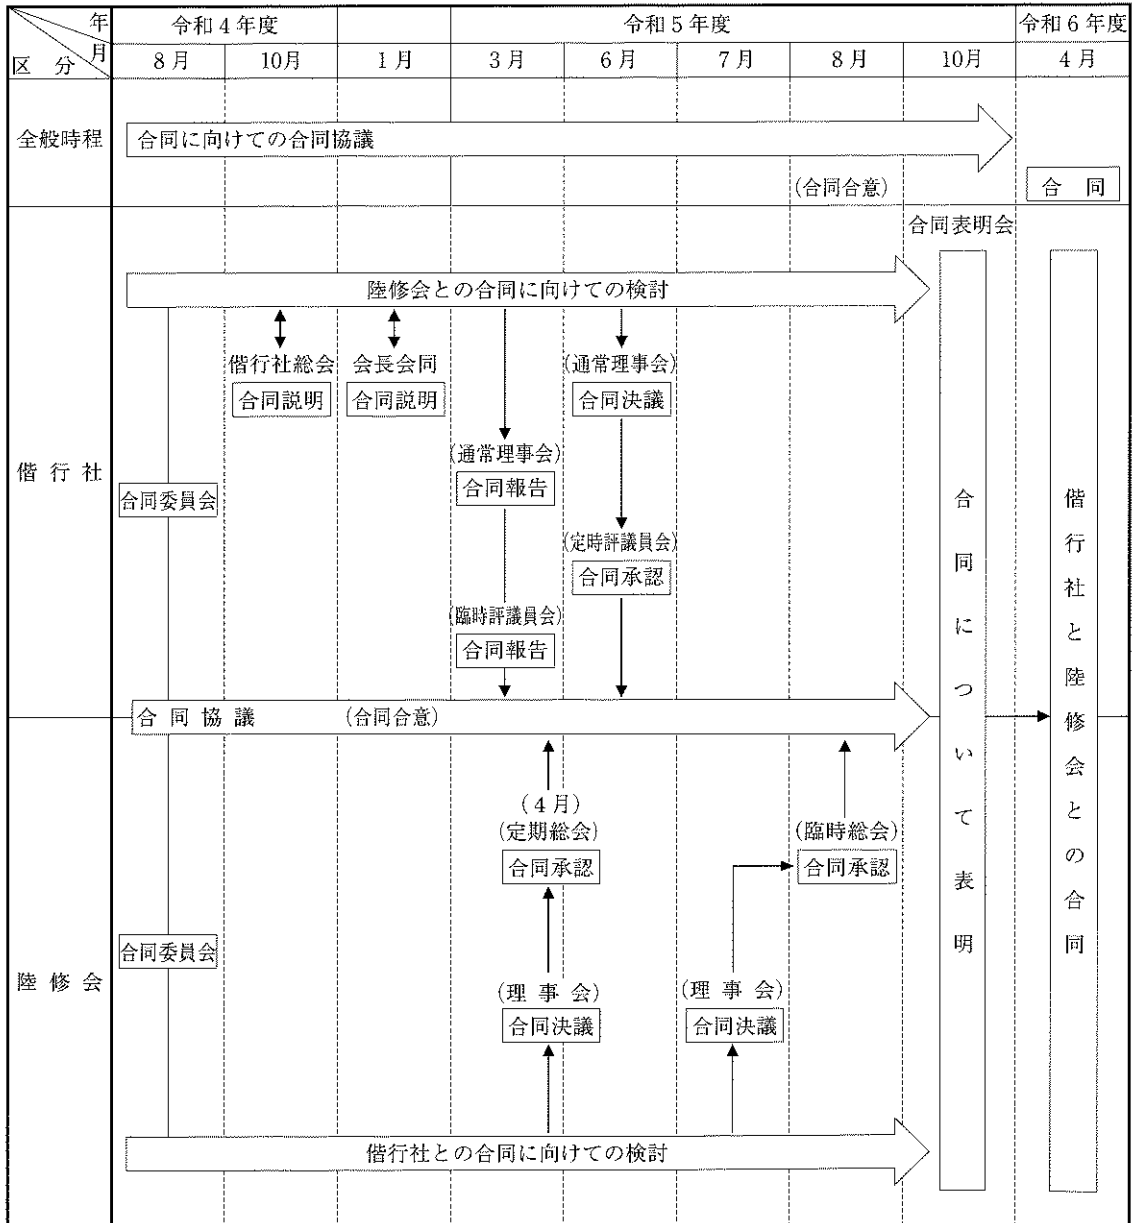 年
月
区 分
令和4年度
令和5年度
令和6年度
8月
10月
1月
3月
6月
7月
8月
10月
4月
全般時程
合同に向けての合同協議
(合同合意)
合 同
偕行社
合同表明会
陸修会との合同に向けての検討
偕行社総会
合同説明
会長会同
合同説明
(通常理事会)
合同決議
(通常理事会)
合同報告
合同委員会
(定時評議員会)
合同承認
(臨時評議員会)
合同報告
合同協議
(合同合意)
合同について表明
偕行社と陸修会との合同
陸修会
(4月)
(定期総会)
合同承認
(臨時総会)
合同承認
合同委員会
(理事会)
合同決議
(理事会)
合同決議
偕行社との合同に向けての検討